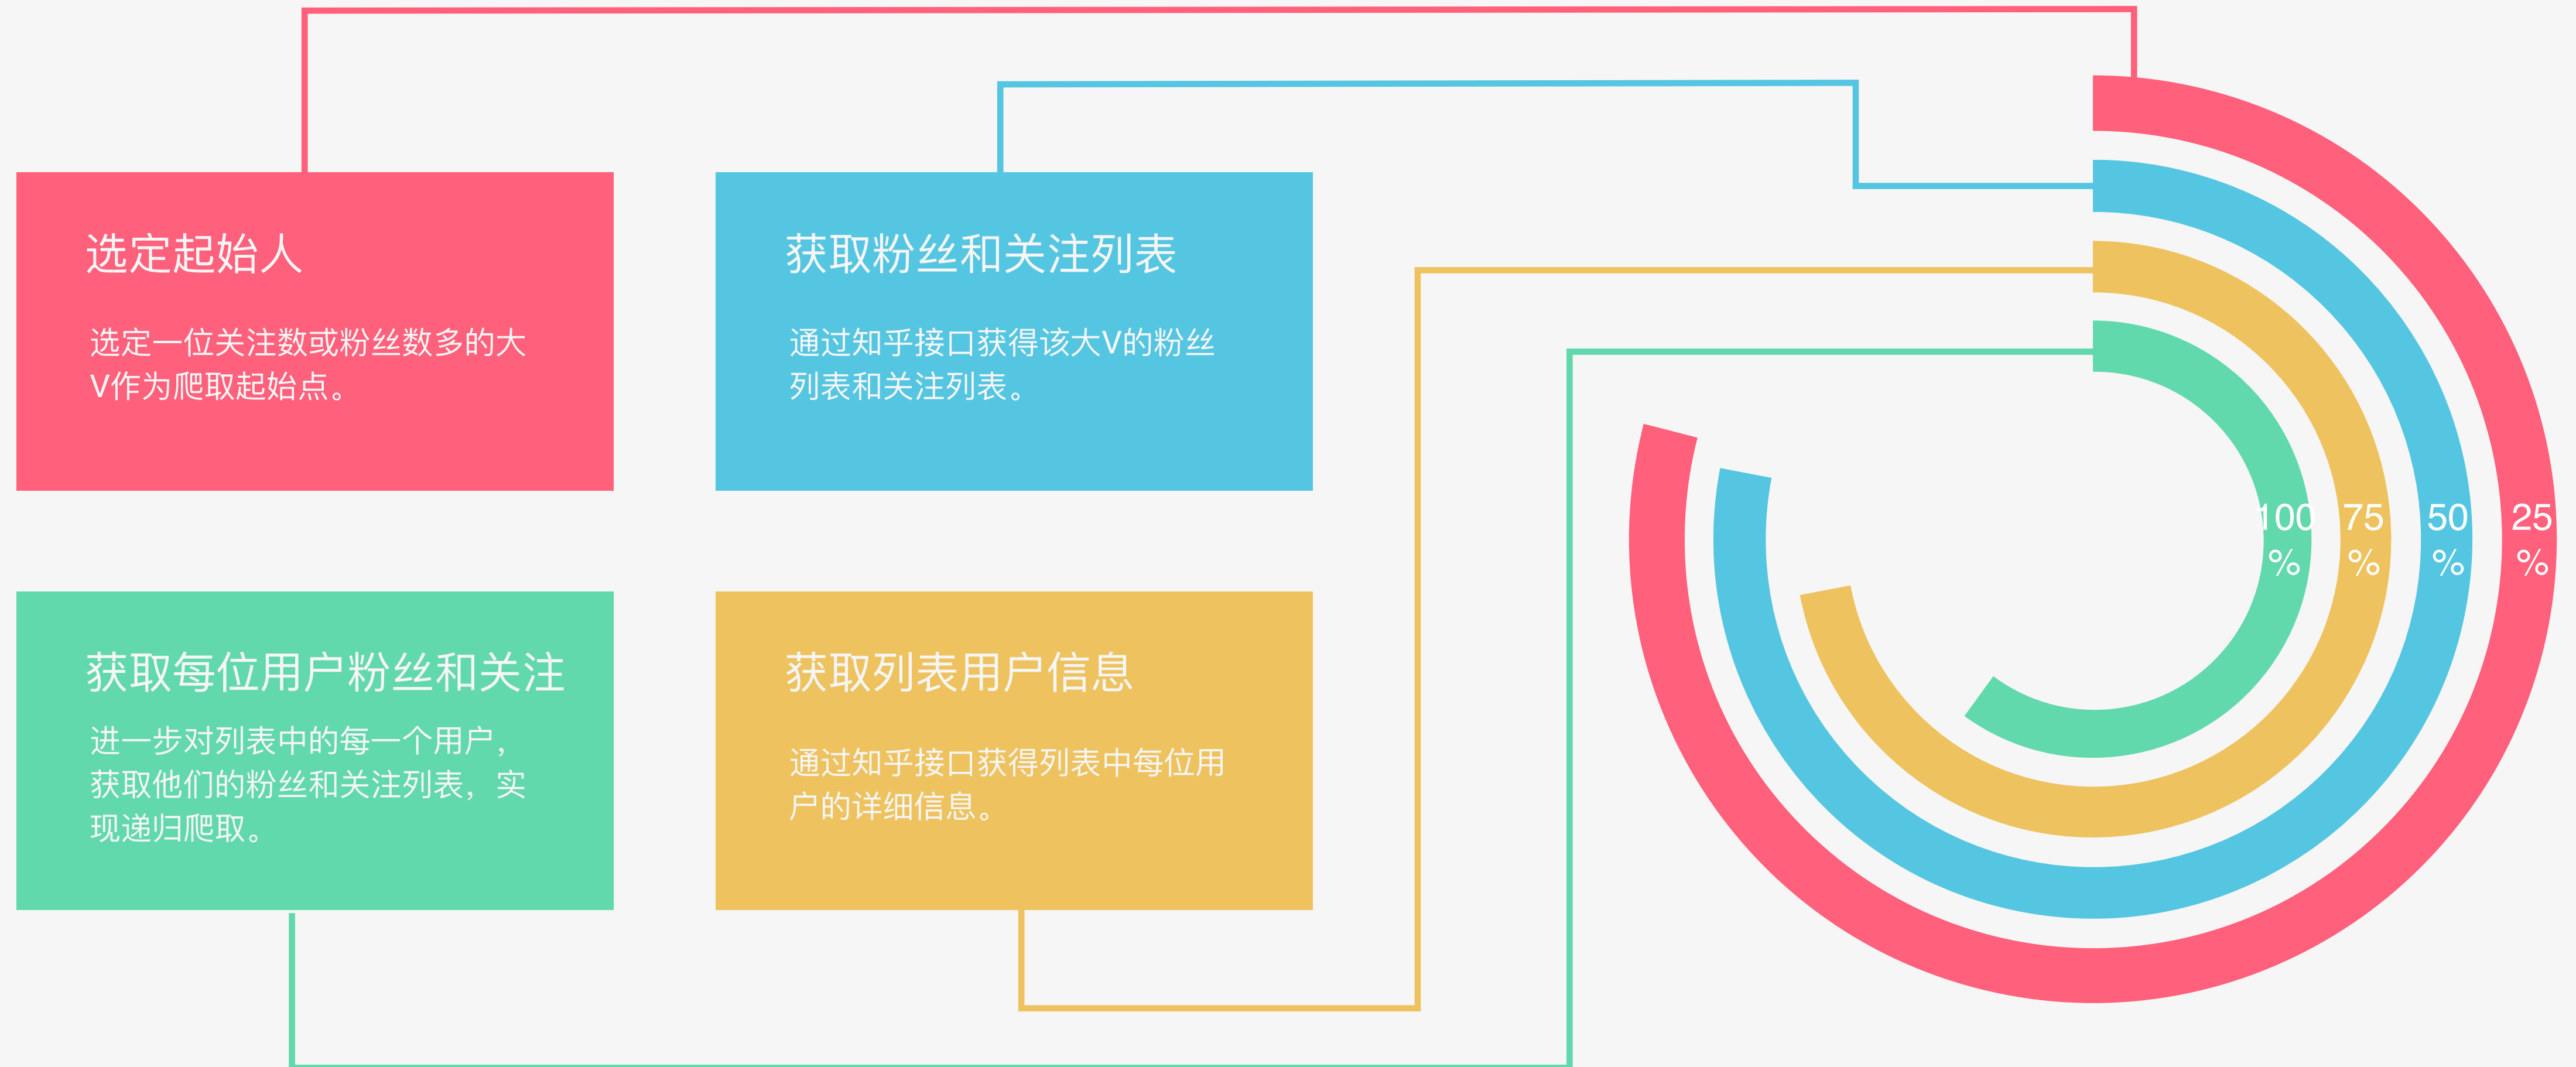 选定起始人
选定一位关注数或粉丝数多的大
V作为爬取起始点。
获取粉丝和关注列表
通过知乎接口获得该大V的粉丝
列表和关注列表。
获取每位用户粉丝和关注
进一步对列表中的每一个用户，
获取他们的粉丝和关注列表，实
现递归爬取。
获取列表用户信息
通过知乎接口获得列表中每位用
户的详细信息。
100
%
75
%
50
%
25
%